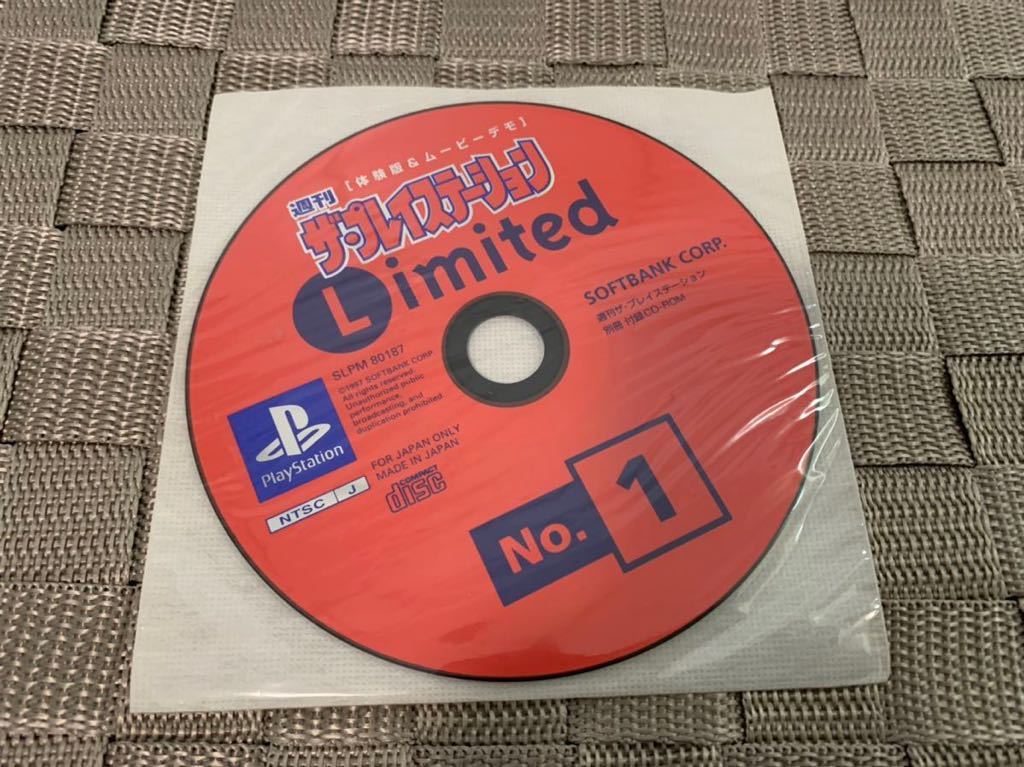 [体験版&ムービーデモ]
週刊
ザ・プレイステーション
Limited
SOFTBANK CORP.
週刊ザ・プレイステーション
別冊 付録CD-ROM
SLPM 80187
©1997 SOFTBANK CORP.
All rights reserved.
Unauthorized public
performance,
broadcasting, and
duplication prohibited.
PlayStation
FOR JAPAN ONLY
MADE IN JAPAN
NTSC J
COMPACT
disc
No. 1